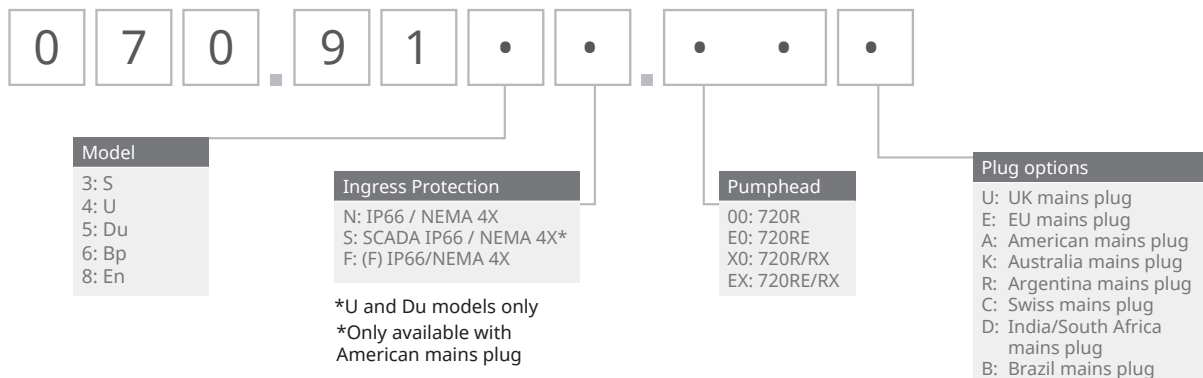 0 7 0 . 9 1 • • . • • •
Model
3: S
4: U
5: Du
6: Bp
8: En
Ingress Protection
N: IP66 / NEMA 4X
S: SCADA IP66 / NEMA 4X*
F: (F) IP66/NEMA 4X
*U and Du models only
*Only available with
American mains plug
Pumphead
00: 720R
E0: 720RE
X0: 720R/RX
EX: 720RE/RX
Plug options
U: UK mains plug
E: EU mains plug
A: American mains plug
K: Australia mains plug
R: Argentina mains plug
C: Swiss mains plug
D: India/South Africa
mains plug
B: Brazil mains plug